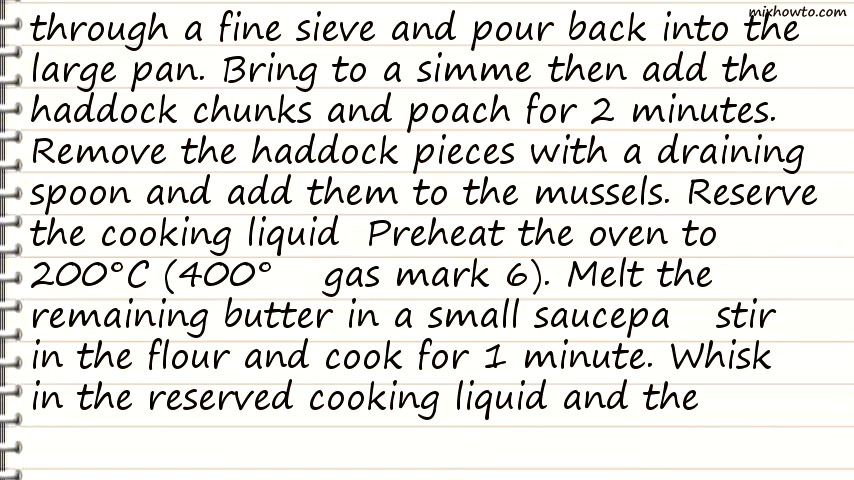 mixhowto.com
through a fine sieve and pour back into the
large pan. Bring to a simme then add the
haddock chunks and poach for 2 minutes.
Remove the haddock pieces with a draining
spoon and add them to the mussels. Reserve
the cooking liquid Preheat the oven to
200°C (400° gas mark 6). Melt the
remaining butter in a small saucepa stir
in the flour and cook for 1 minute. Whisk
in the reserved cooking liquid and the